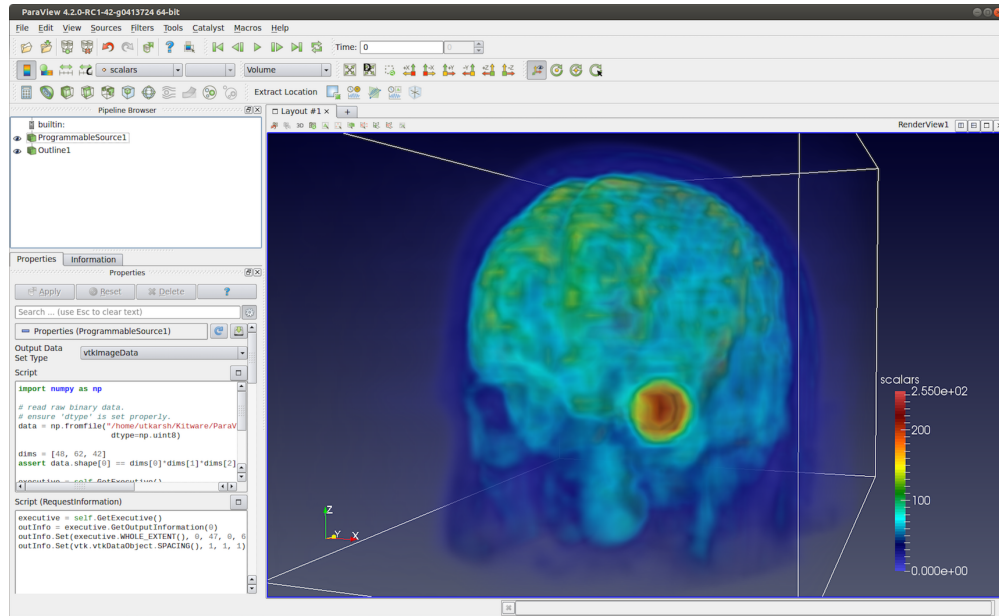 ParaView 4.2.0-RC1-42-g0413724 64-bit
File Edit View Sources Filters Tools Catalyst Macros Help
Time: 0 0
scalars Volume
Extract Location
Pipeline Browser
builtin:
ProgrammableSource1
Outline1
Layout #1
RenderView1
Properties Information
Properties
Apply Reset Delete ?
Search ... (use Esc to clear text)
Properties (ProgrammableSource1)
Output Data
Set Type vtkImageData
Script
import numpy as np
# read raw binary data.
# ensure 'dtype' is set properly.
data = np.fromfile("/home/utkarsh/Kitware/ParaV
dtype=np.uint8)
dims = [48, 62, 42]
assert data.shape[0] == dims[0]*dims[1]*dims[2]
executive = self.GetExecutive()
Script (RequestInformation)
executive = self.GetExecutive()
outInfo = executive.GetOutputInformation(0)
outInfo.Set(executive.WHOLE_EXTENT(), 0, 47, 0, 6
outInfo.Set(vtk.vtkDataObject.SPACING(), 1, 1, 1)
scalars
2.550e+02
200
100
0.000e+00
Z
Y
X